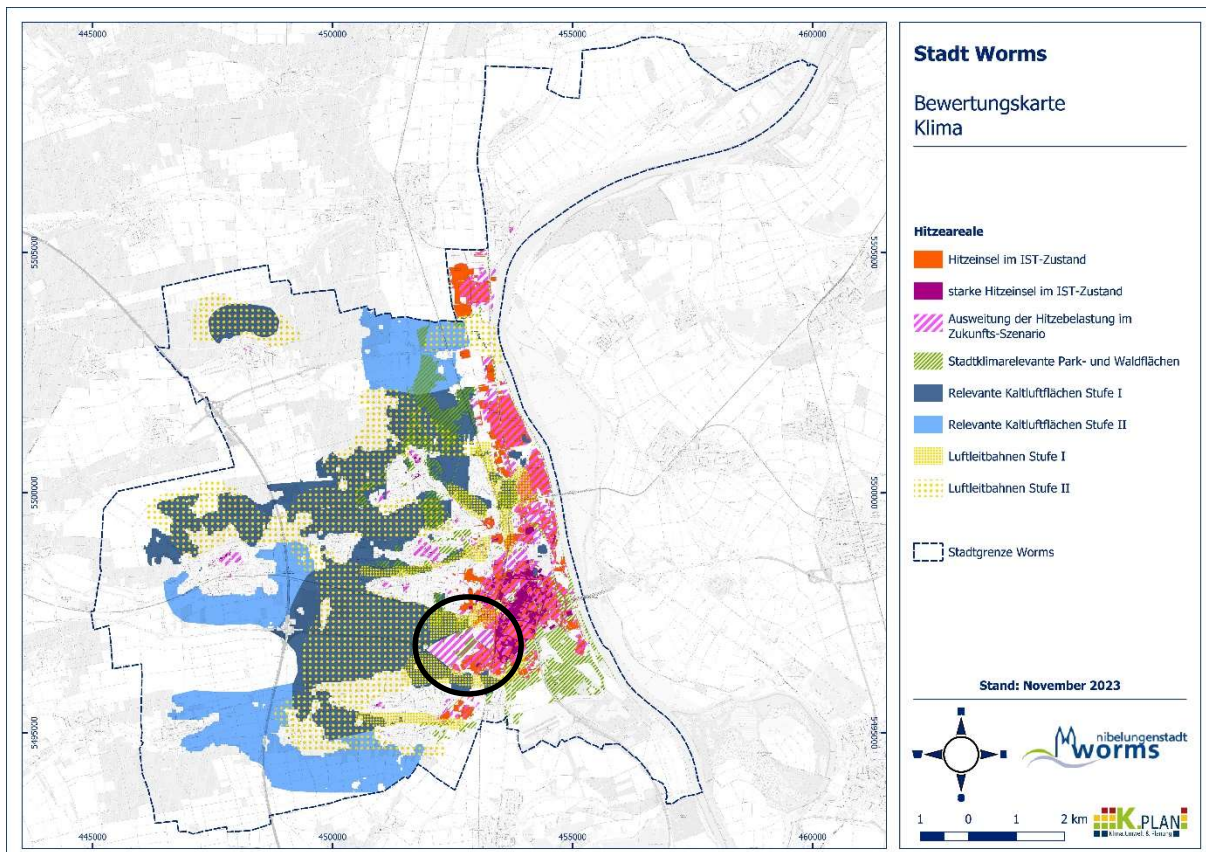 445000
450000
455000
460000
5505000
5505000
5500000
5500000
5495000
5495000
445000
450000
455000
460000
Stadt Worms
Bewertungskarte
Klima
Hitzeareale
Hitzeinsel im IST-Zustand
starke Hitzeinsel im IST-Zustand
Ausweitung der Hitzebelastung im
Zukunfts-Szenario
Stadtklimarelevante Park- und Waldflächen
Relevante Kaltluftflächen Stufe I
Relevante Kaltluftflächen Stufe II
Luftleitbahnen Stufe I
Luftleitbahnen Stufe II
Stadtgrenze Worms
Stand: November 2023
nibelungenstadt
worms
1 0 1 2 km
K.PLAN
Klima.Umwelt & Planung